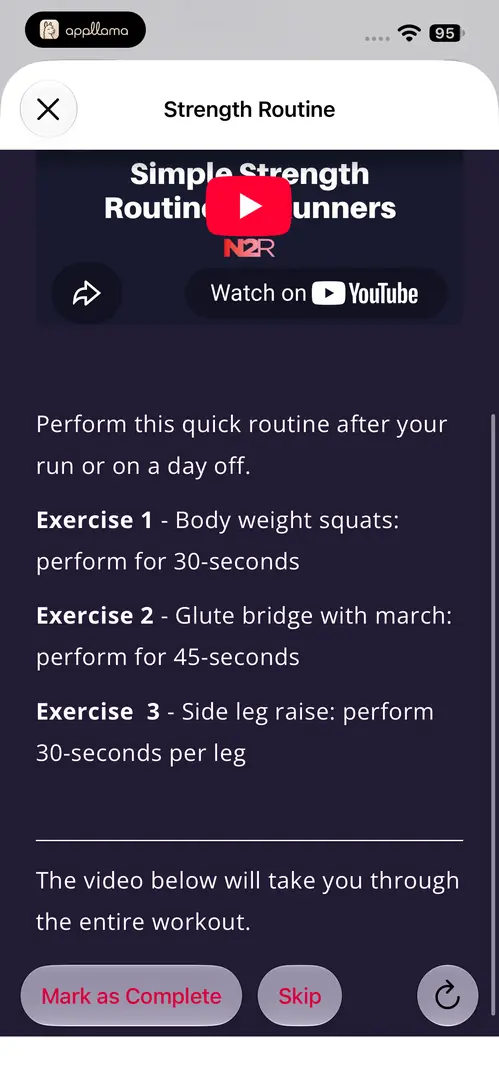 appllama
95
Strength Routine
Simple Strength
Routin unners
N2R
Watch on YouTube
Perform this quick routine after your
run or on a day off.
Exercise 1 - Body weight squats:
perform for 30-seconds
Exercise 2 - Glute bridge with march:
perform for 45-seconds
Exercise  3 - Side leg raise: perform
30-seconds per leg
The video below will take you through
the entire workout.
Mark as Complete
Skip